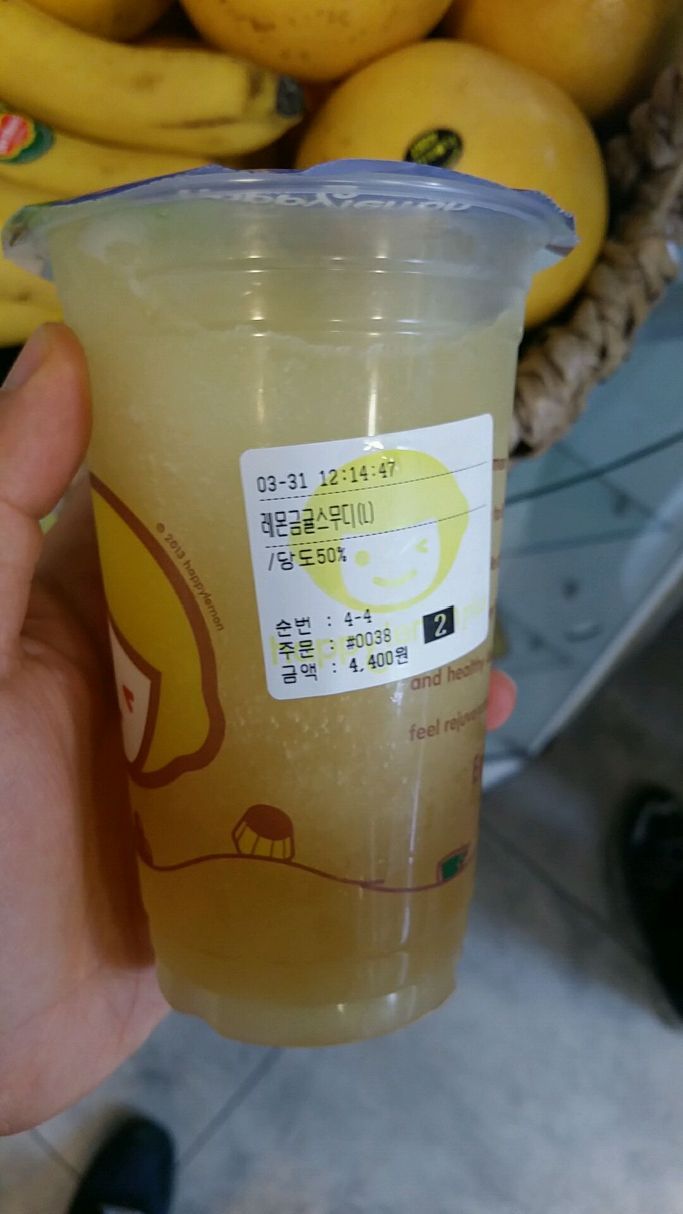 03-31 12:14:47
레몬금귤스무디(L)
/당도50%
순번 : 4-4
주문 : #0038
금액 : 4,400원
2
© 2013 happylemon
and healthy
feel